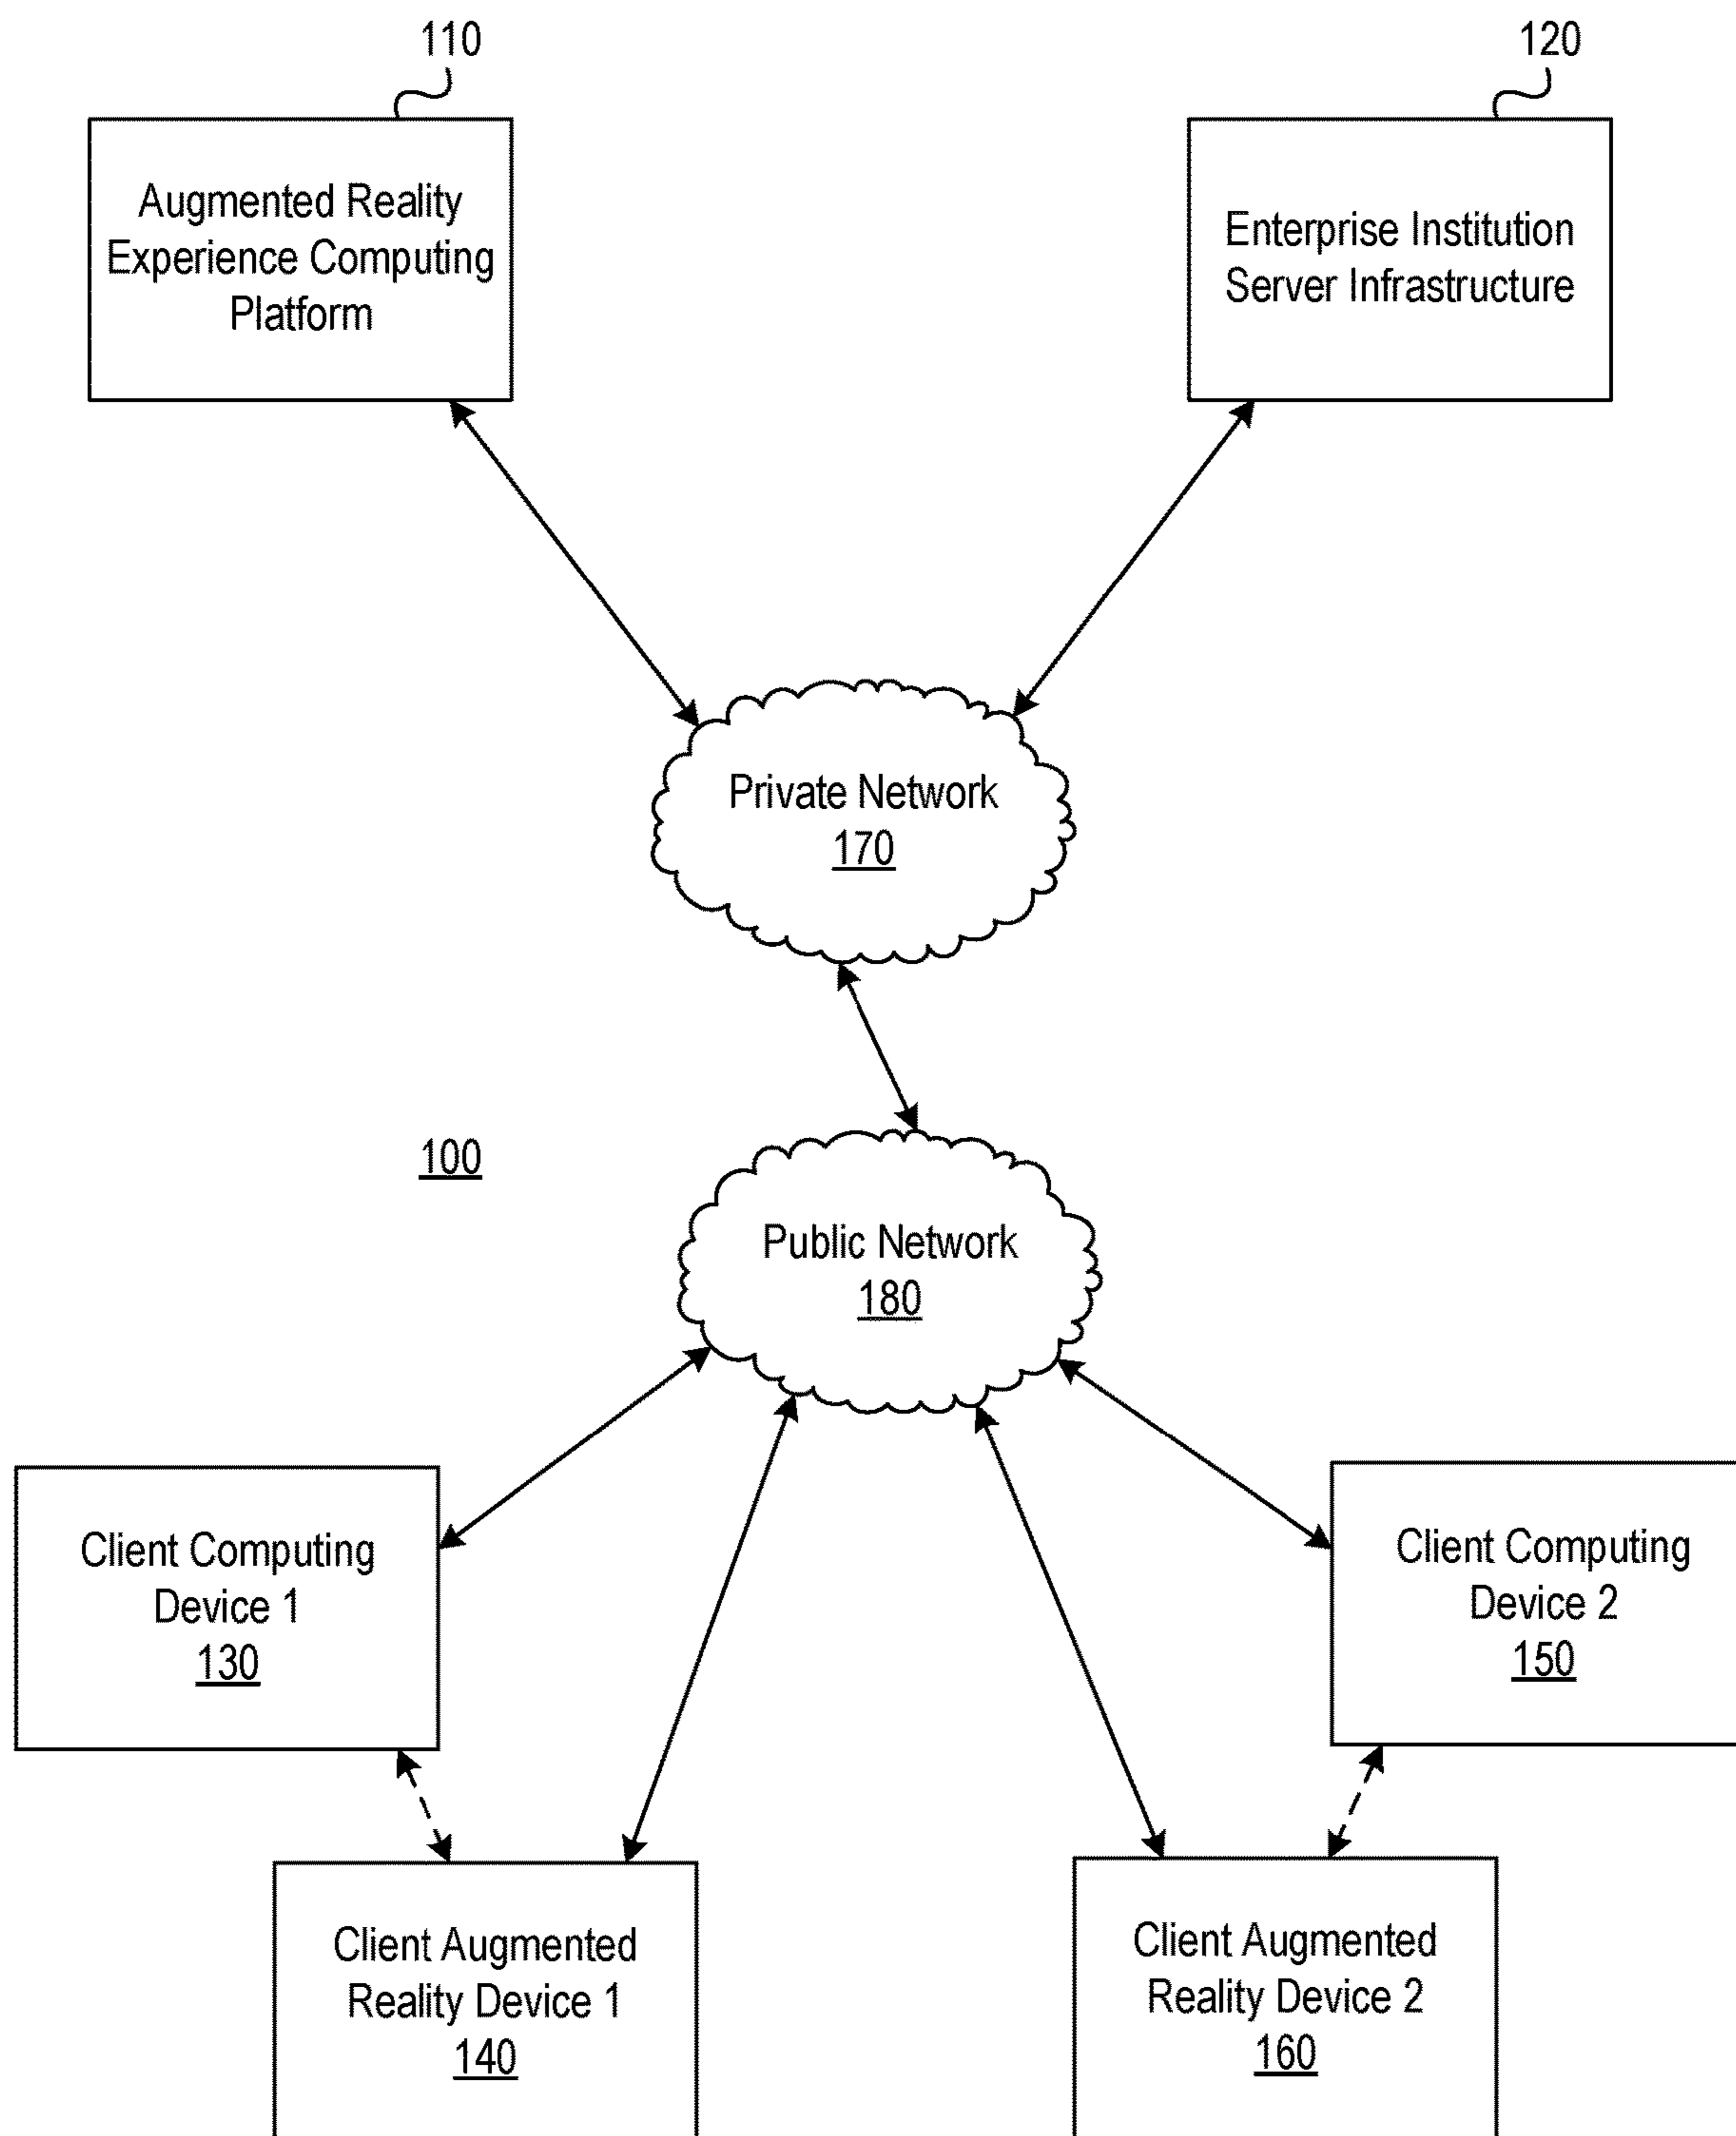 110
120
Augmented Reality
Experience Computing
Platform
Enterprise Institution
Server Infrastructure
Private Network
170
100
Public Network
180
Client Computing
Device 1
130
Client Computing
Device 2
150
Client Augmented
Reality Device 1
140
Client Augmented
Reality Device 2
160